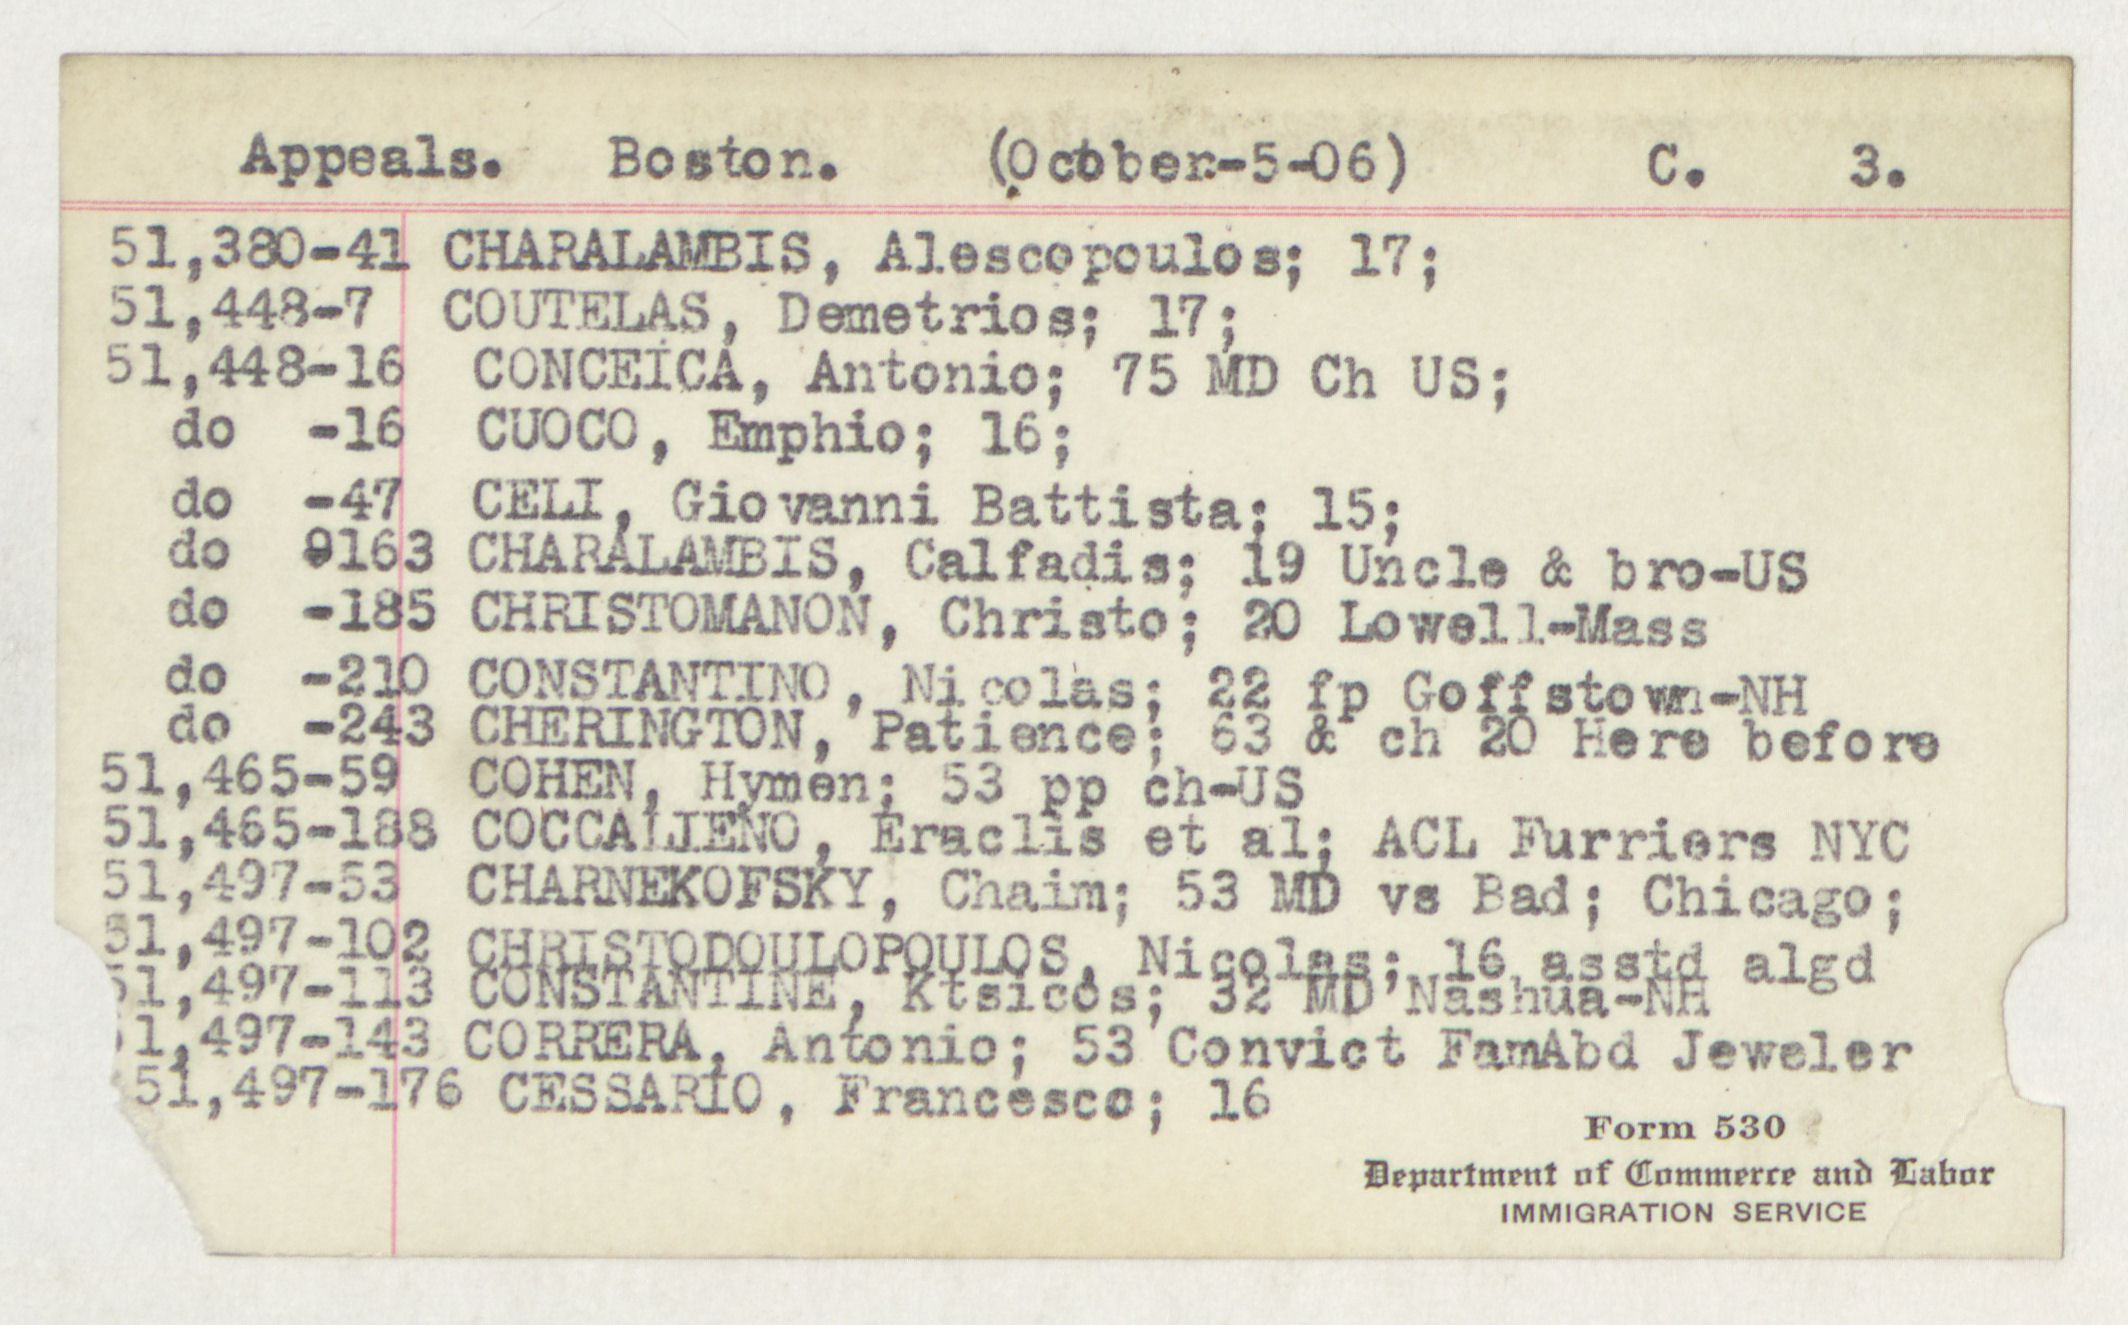 Appeals. Boston. (October-5-06) C. 3.
51,380-41 CHARALAMBIS, Alescopoulos; 17;
51,448-7 COUTELAS, Demetrios; 17;
51,448-16 CONCEICA, Antonio; 75 MD Ch US;
do -16 CUOCO, Emphio; 16;
do -47 CELI, Giovanni Battista; 15;
do 9163 CHARALAMBIS, Calfadis; 19 Uncle & bro-US
do -185 CHRISTOMANON, Christo; 20 Lowell-Mass
do -210 CONSTANTINO, Nicolas; 22 fp Goffstown-NH
do -243 CHERINGTON, Patience; 63 & ch 20 Here before
51,465-59 COHEN, Hymen; 53 pp ch-US
51,465-188 COCCALIENO, Eraclis et al; ACL Furriers NYC
51,497-53 CHARNEKOFSKY, Chaim; 53 MD vs Bad; Chicago;
51,497-102 CHRISTODOULOPOULOS, Nicolas; 16 asstd algd
51,497-113 CONSTANTINE, Ktsicos; 32 MD Nashua-NH
51,497-143 CORRERA, Antonio; 53 Convict FamAbd Jeweler
51,497-176 CESSARIO, Francesco; 16
Form 530
Department of Commerce and Labor
IMMIGRATION SERVICE